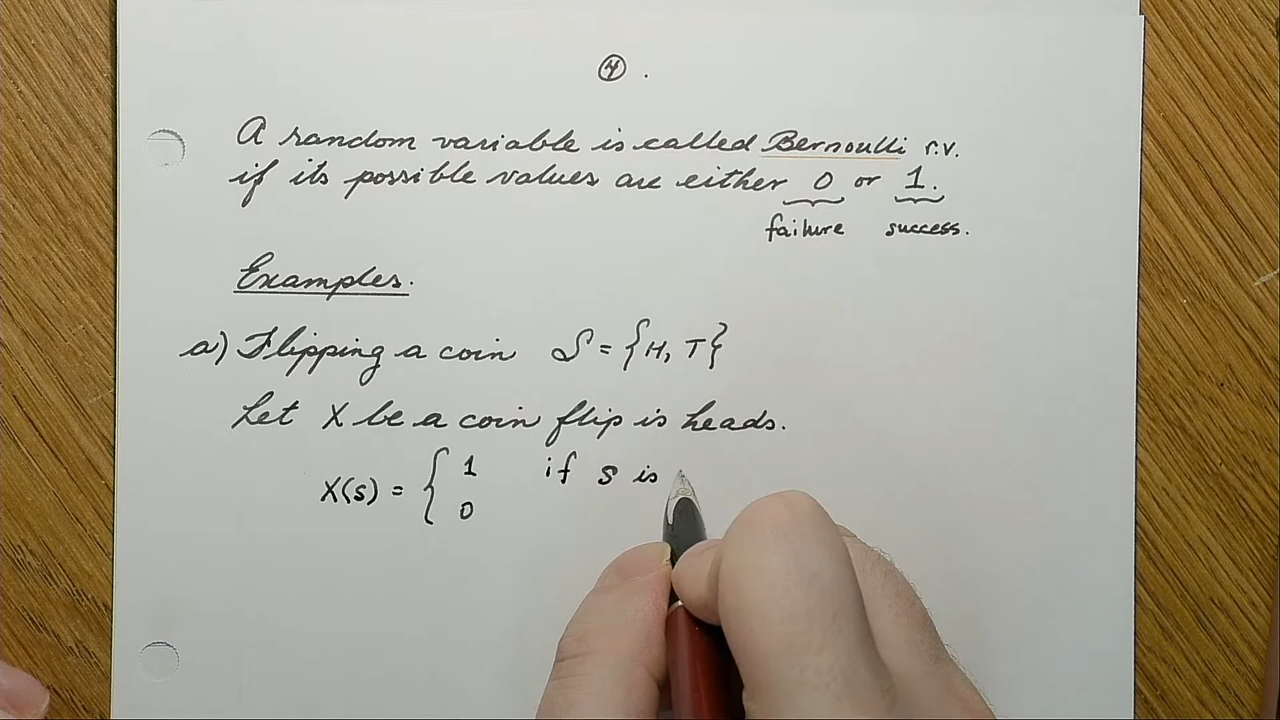 ④.
A random variable is called Bernoulli r.v.
if its possible values are either 0 or 1.
failure success.
Examples.
a) Flipping a coin S = {H, T}
Let X be a coin flip is heads.
X(s) = { 1 if s is
0